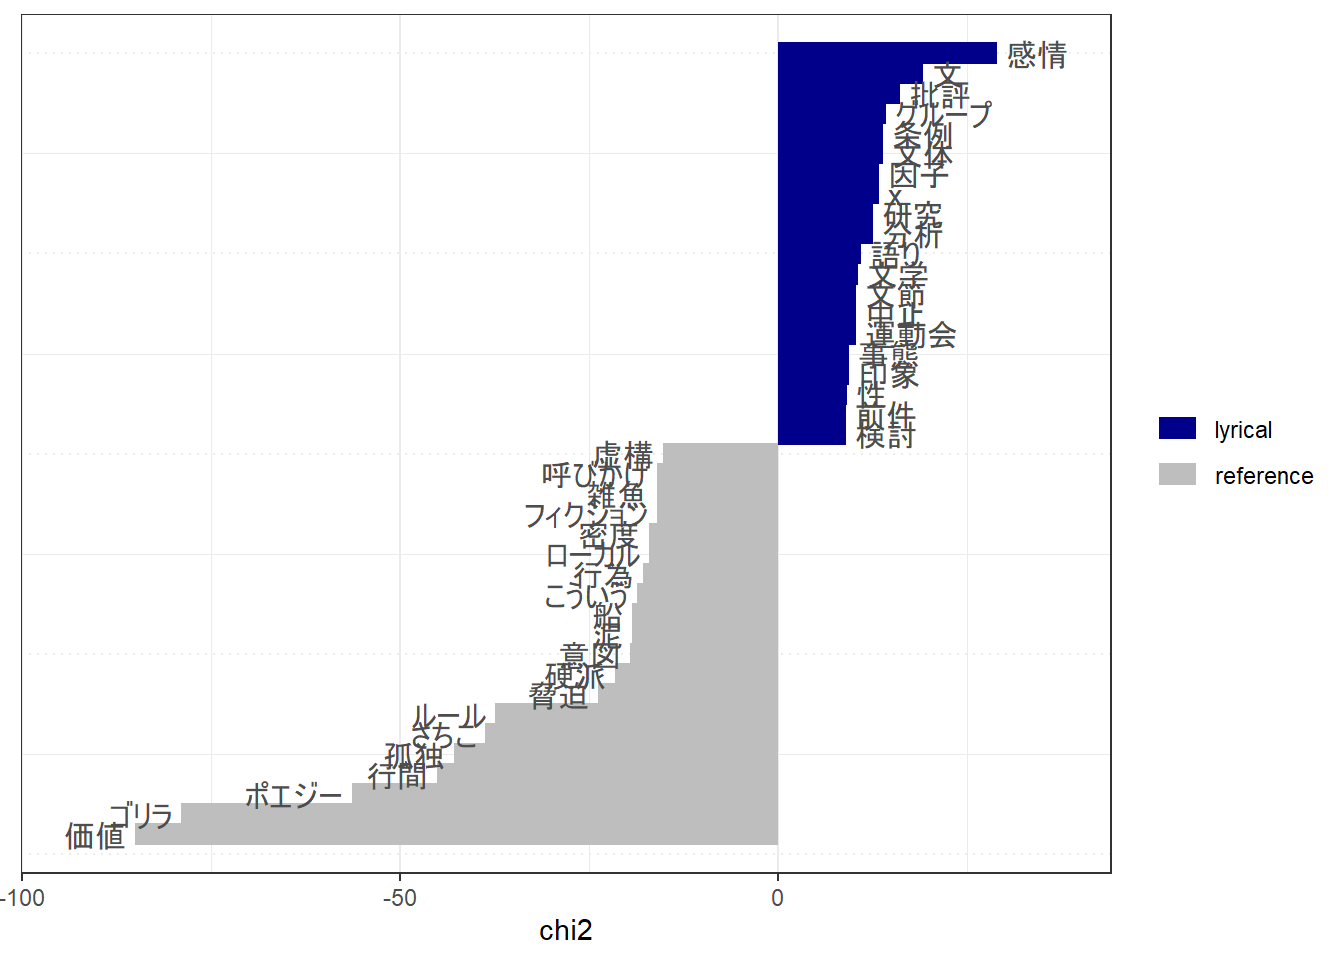 感情
文
批評
グループ
条例
文体
因子
X
研究
分析
語り
文学
文節
中止
運動会
事態
印象
性
前件
検討
虚構
呼びかけ
雑魚
フィクション
密度
ローカル
行為
こういう
船
泥
意図
硬派
脅迫
ルール
さちこ
孤独
行間
ポエジー
ゴリラ
価値
-100
-50
0
chi2
lyrical
reference